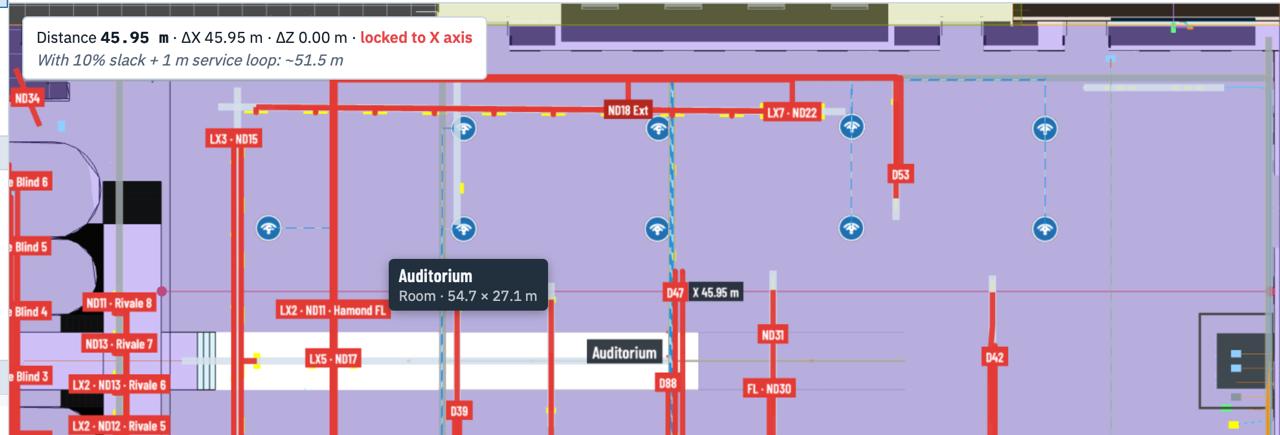 Distance 45.95 m · ΔX 45.95 m · ΔZ 0.00 m · locked to X axis
With 10% slack + 1 m service loop: ~51.5 m
ND34
ND18 Ext
LX7 · ND22
LX3 · ND15
D53
e Blind 6
e Blind 5
Auditorium
Room · 54.7 × 27.1 m
D47
X 45.95 m
ND11 · Rivale 8
LX2 · ND11 · Hamond FL
e Blind 4
ND31
ND13 · Rivale 7
Auditorium
LX5 · ND17
D42
e Blind 3
LX2 · ND13 · Rivale 6
D88
FL · ND30
D39
LX2 · ND12 · Rivale 5